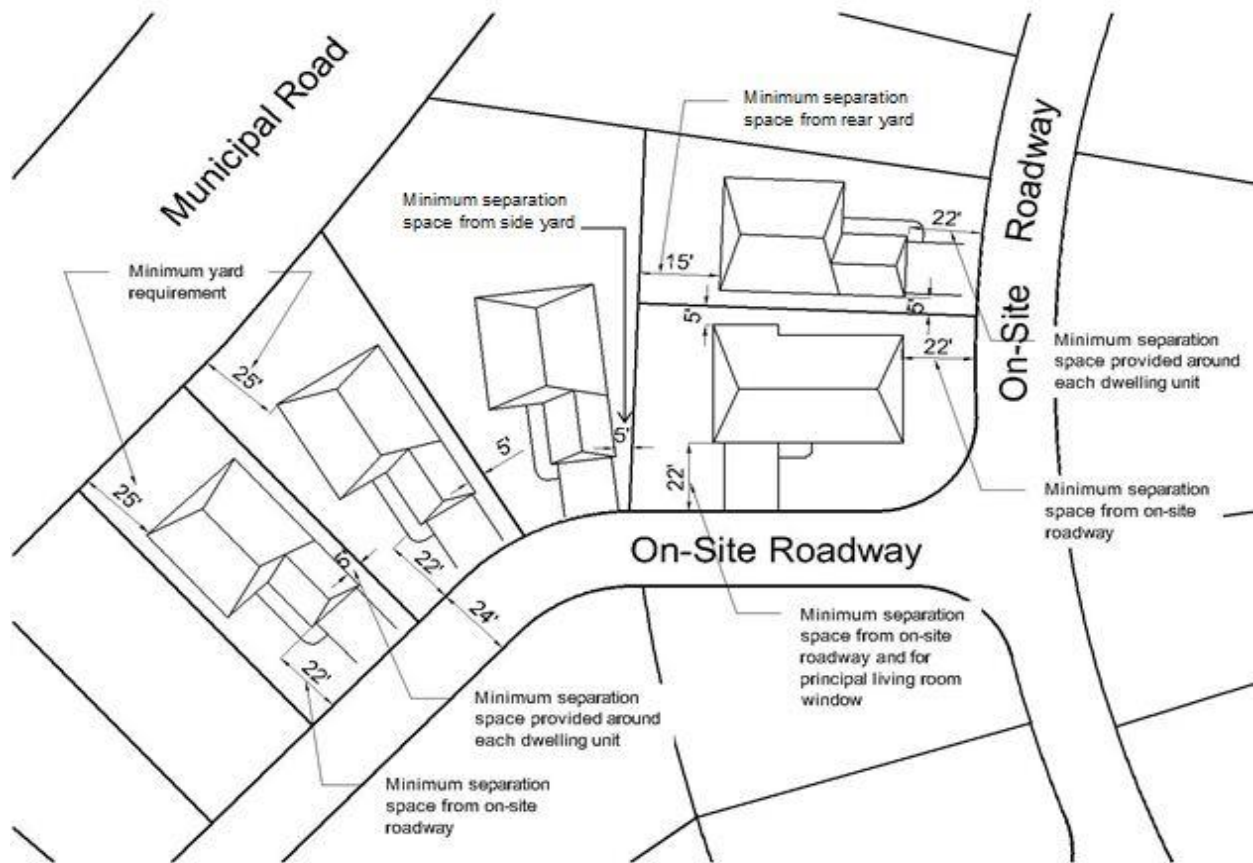 Municipal Road
Minimum separation
space from rear yard
On-Site Roadway
Minimum separation
space from side yard
22'
15'
Minimum yard
requirement
5'
5'
22'
Minimum separation
space provided around
each dwelling unit
25'
5'
5'
22'
25'
Minimum separation
space from on-site
roadway
On-Site Roadway
5'
22'
24'
Minimum separation
space from on-site
roadway and for
principal living room
window
22'
Minimum separation
space provided around
each dwelling unit
Minimum separation
space from on-site
roadway